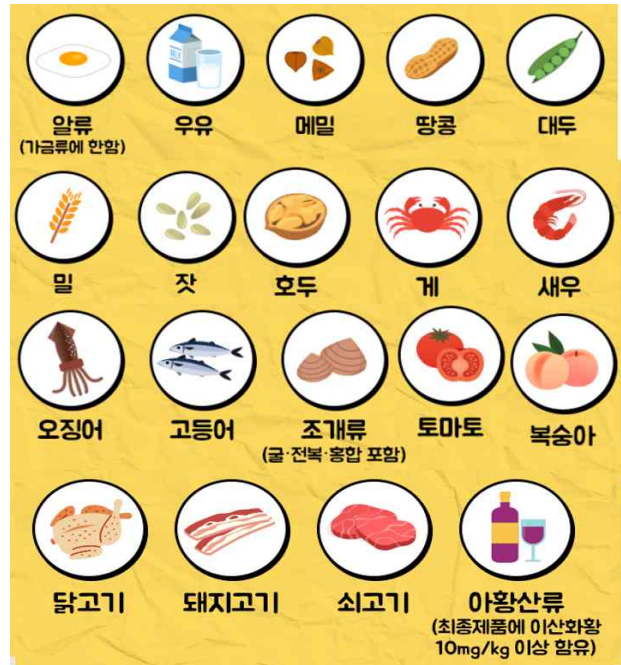 MILK
알류 우유 메밀 땅콩 대두
(가금류에 한함)
밀 잣 호두 게 새우
오징어 고등어 조개류 토마토 복숭아
(굴·전복·홍합 포함)
닭고기 돼지고기 쇠고기 아황산류
(최종제품에 이산화황
10mg/kg 이상 함유)